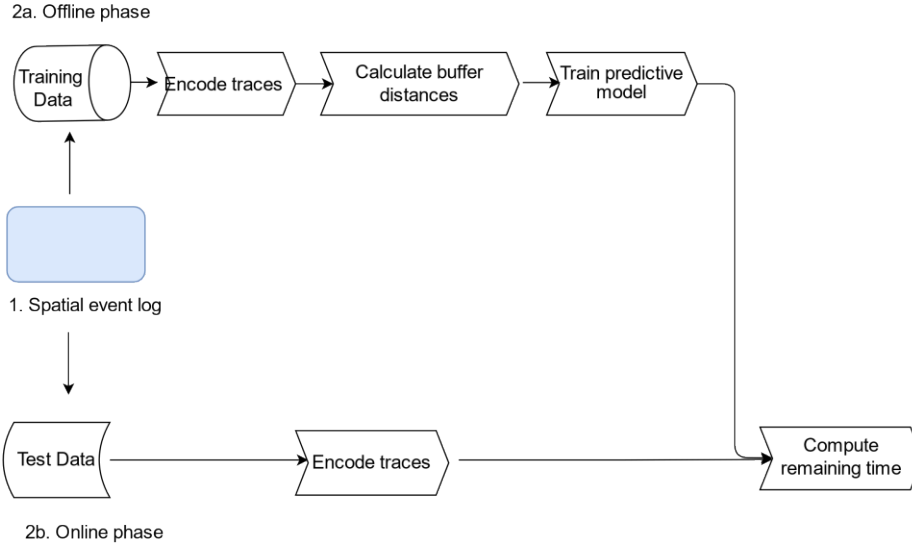 2a. Offline phase
Training
Data
Encode traces
Calculate buffer
distances
Train predictive
model
1. Spatial event log
Test Data
Encode traces
Compute
remaining time
2b. Online phase